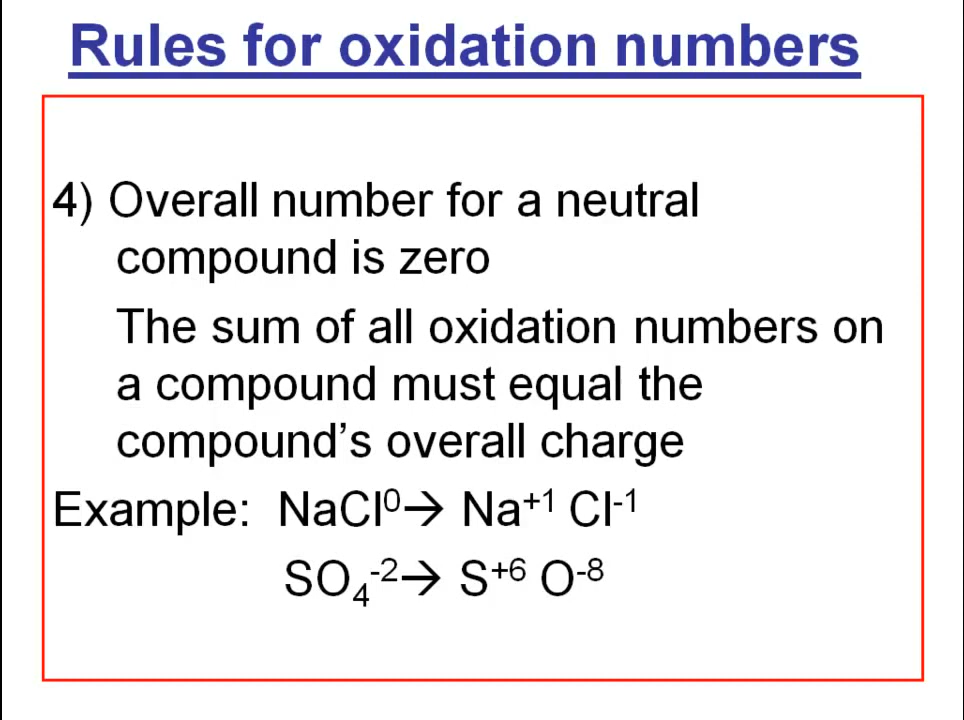 Rules for oxidation numbers
4) Overall number for a neutral
compound is zero
The sum of all oxidation numbers on
a compound must equal the
compound’s overall charge
Example: NaCl⁰→ Na⁺¹ Cl⁻¹
SO₄⁻²→ S⁺⁶ O⁻⁸